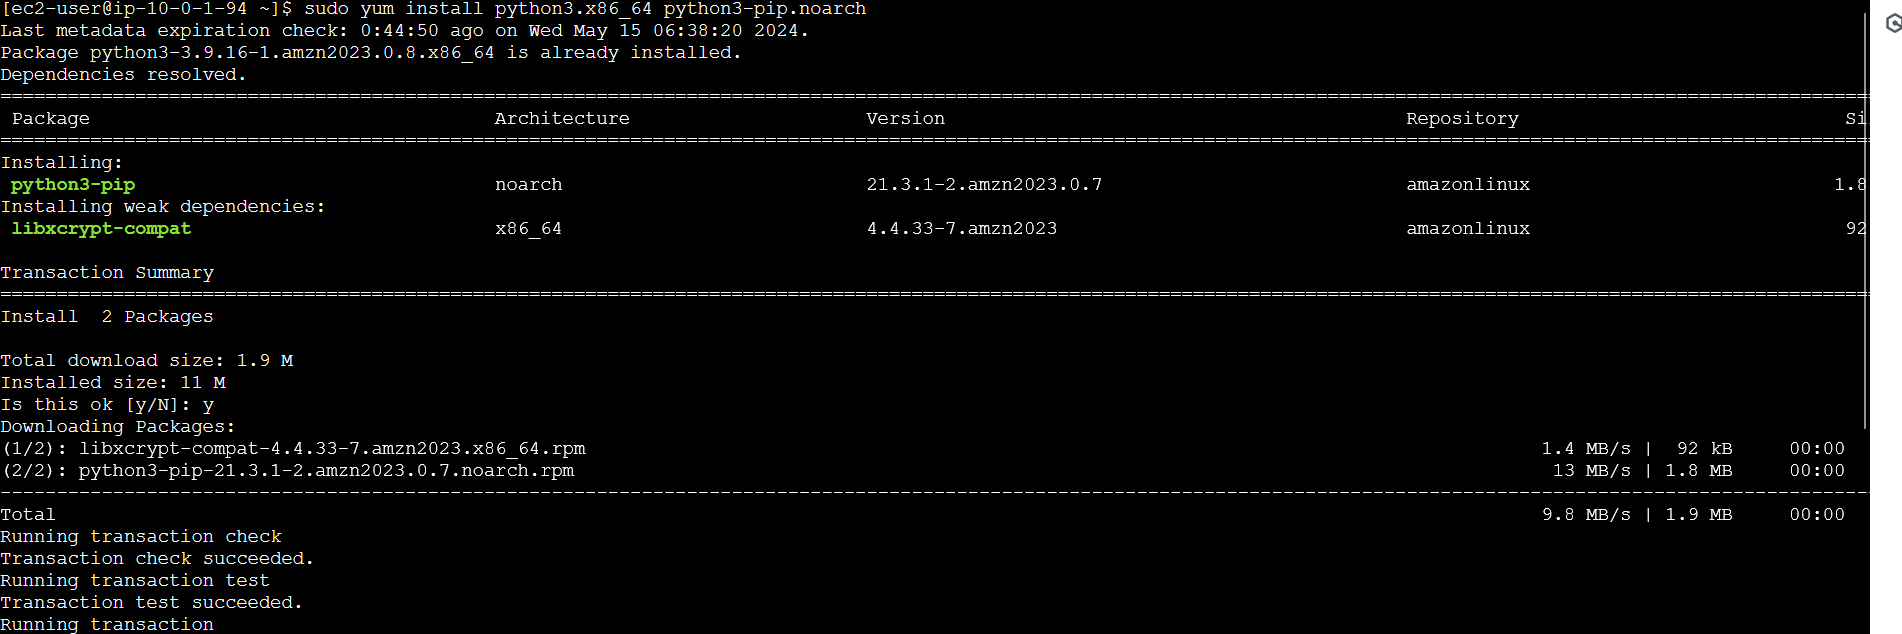 [ec2-user@ip-10-0-1-94 ~]$ sudo yum install python3.x86_64 python3-pip.noarch
Last metadata expiration check: 0:44:50 ago on Wed May 15 06:38:20 2024.
Package python3-3.9.16-1.amzn2023.0.8.x86_64 is already installed.
Dependencies resolved.
Package Architecture Version Repository Si
Installing:
python3-pip noarch 21.3.1-2.amzn2023.0.7 amazonlinux 1.8
Installing weak dependencies:
libxcrypt-compat x86_64 4.4.33-7.amzn2023 amazonlinux 92
Transaction Summary
Install 2 Packages
Total download size: 1.9 M
Installed size: 11 M
Is this ok [y/N]: y
Downloading Packages:
(1/2): libxcrypt-compat-4.4.33-7.amzn2023.x86_64.rpm 1.4 MB/s | 92 kB 00:00
(2/2): python3-pip-21.3.1-2.amzn2023.0.7.noarch.rpm 13 MB/s | 1.8 MB 00:00
Total 9.8 MB/s | 1.9 MB 00:00
Running transaction check
Transaction check succeeded.
Running transaction test
Transaction test succeeded.
Running transaction